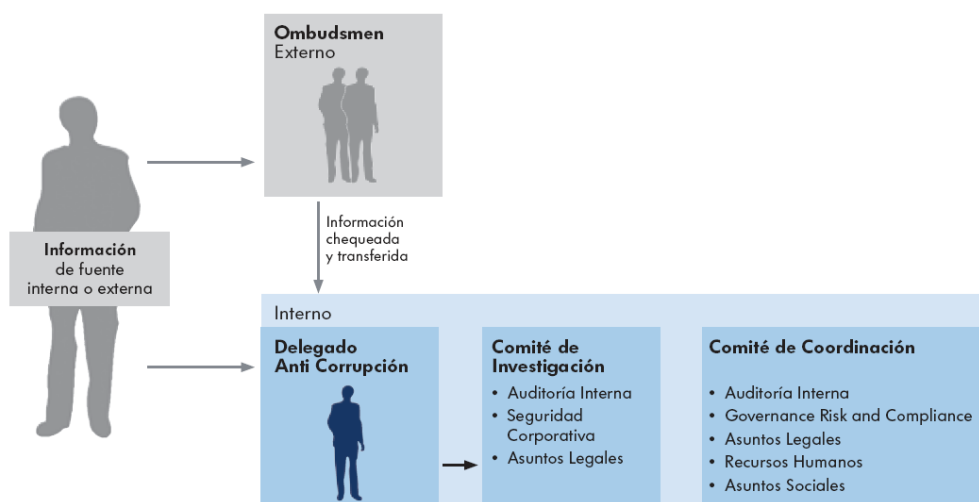 Ombudsmen
Externo
Información
de fuente
interna o externa
Información
chequeada
y transferida
Interno
Delegado
Anti Corrupción
Comité de
Investigación
• Auditoría Interna
• Seguridad
Corporativa
• Asuntos Legales
Comité de Coordinación
• Auditoría Interna
• Governance Risk and Compliance
• Asuntos Legales
• Recursos Humanos
• Asuntos Sociales